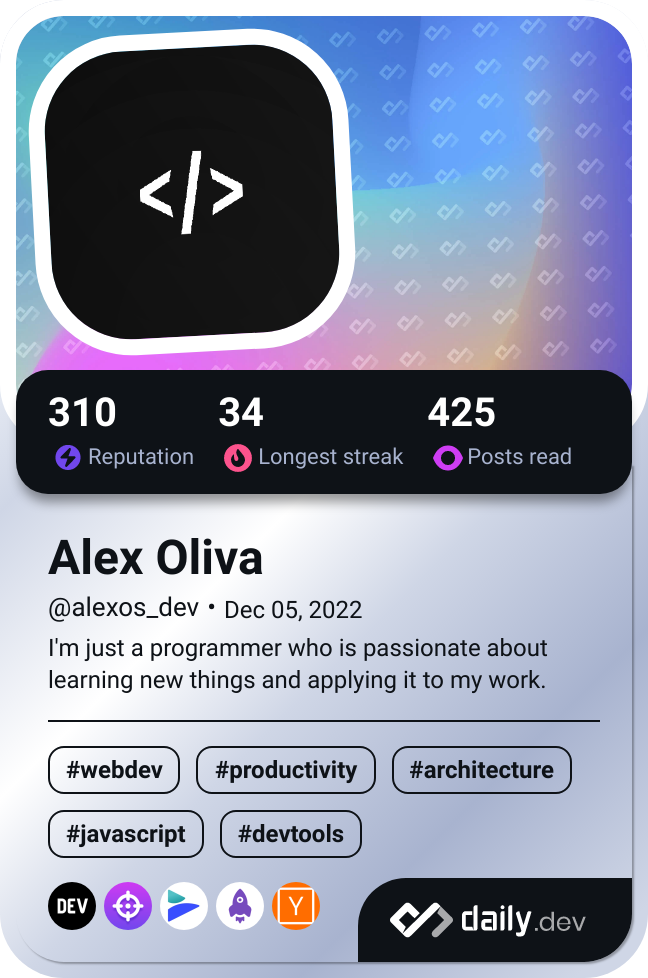 </>
310 34 425
Reputation Longest streak Posts read
Alex Oliva
@alexos_dev • Dec 05, 2022
I'm just a programmer who is passionate about
learning new things and applying it to my work.
#webdev #productivity #architecture
#javascript #devtools
DEV Y daily.dev